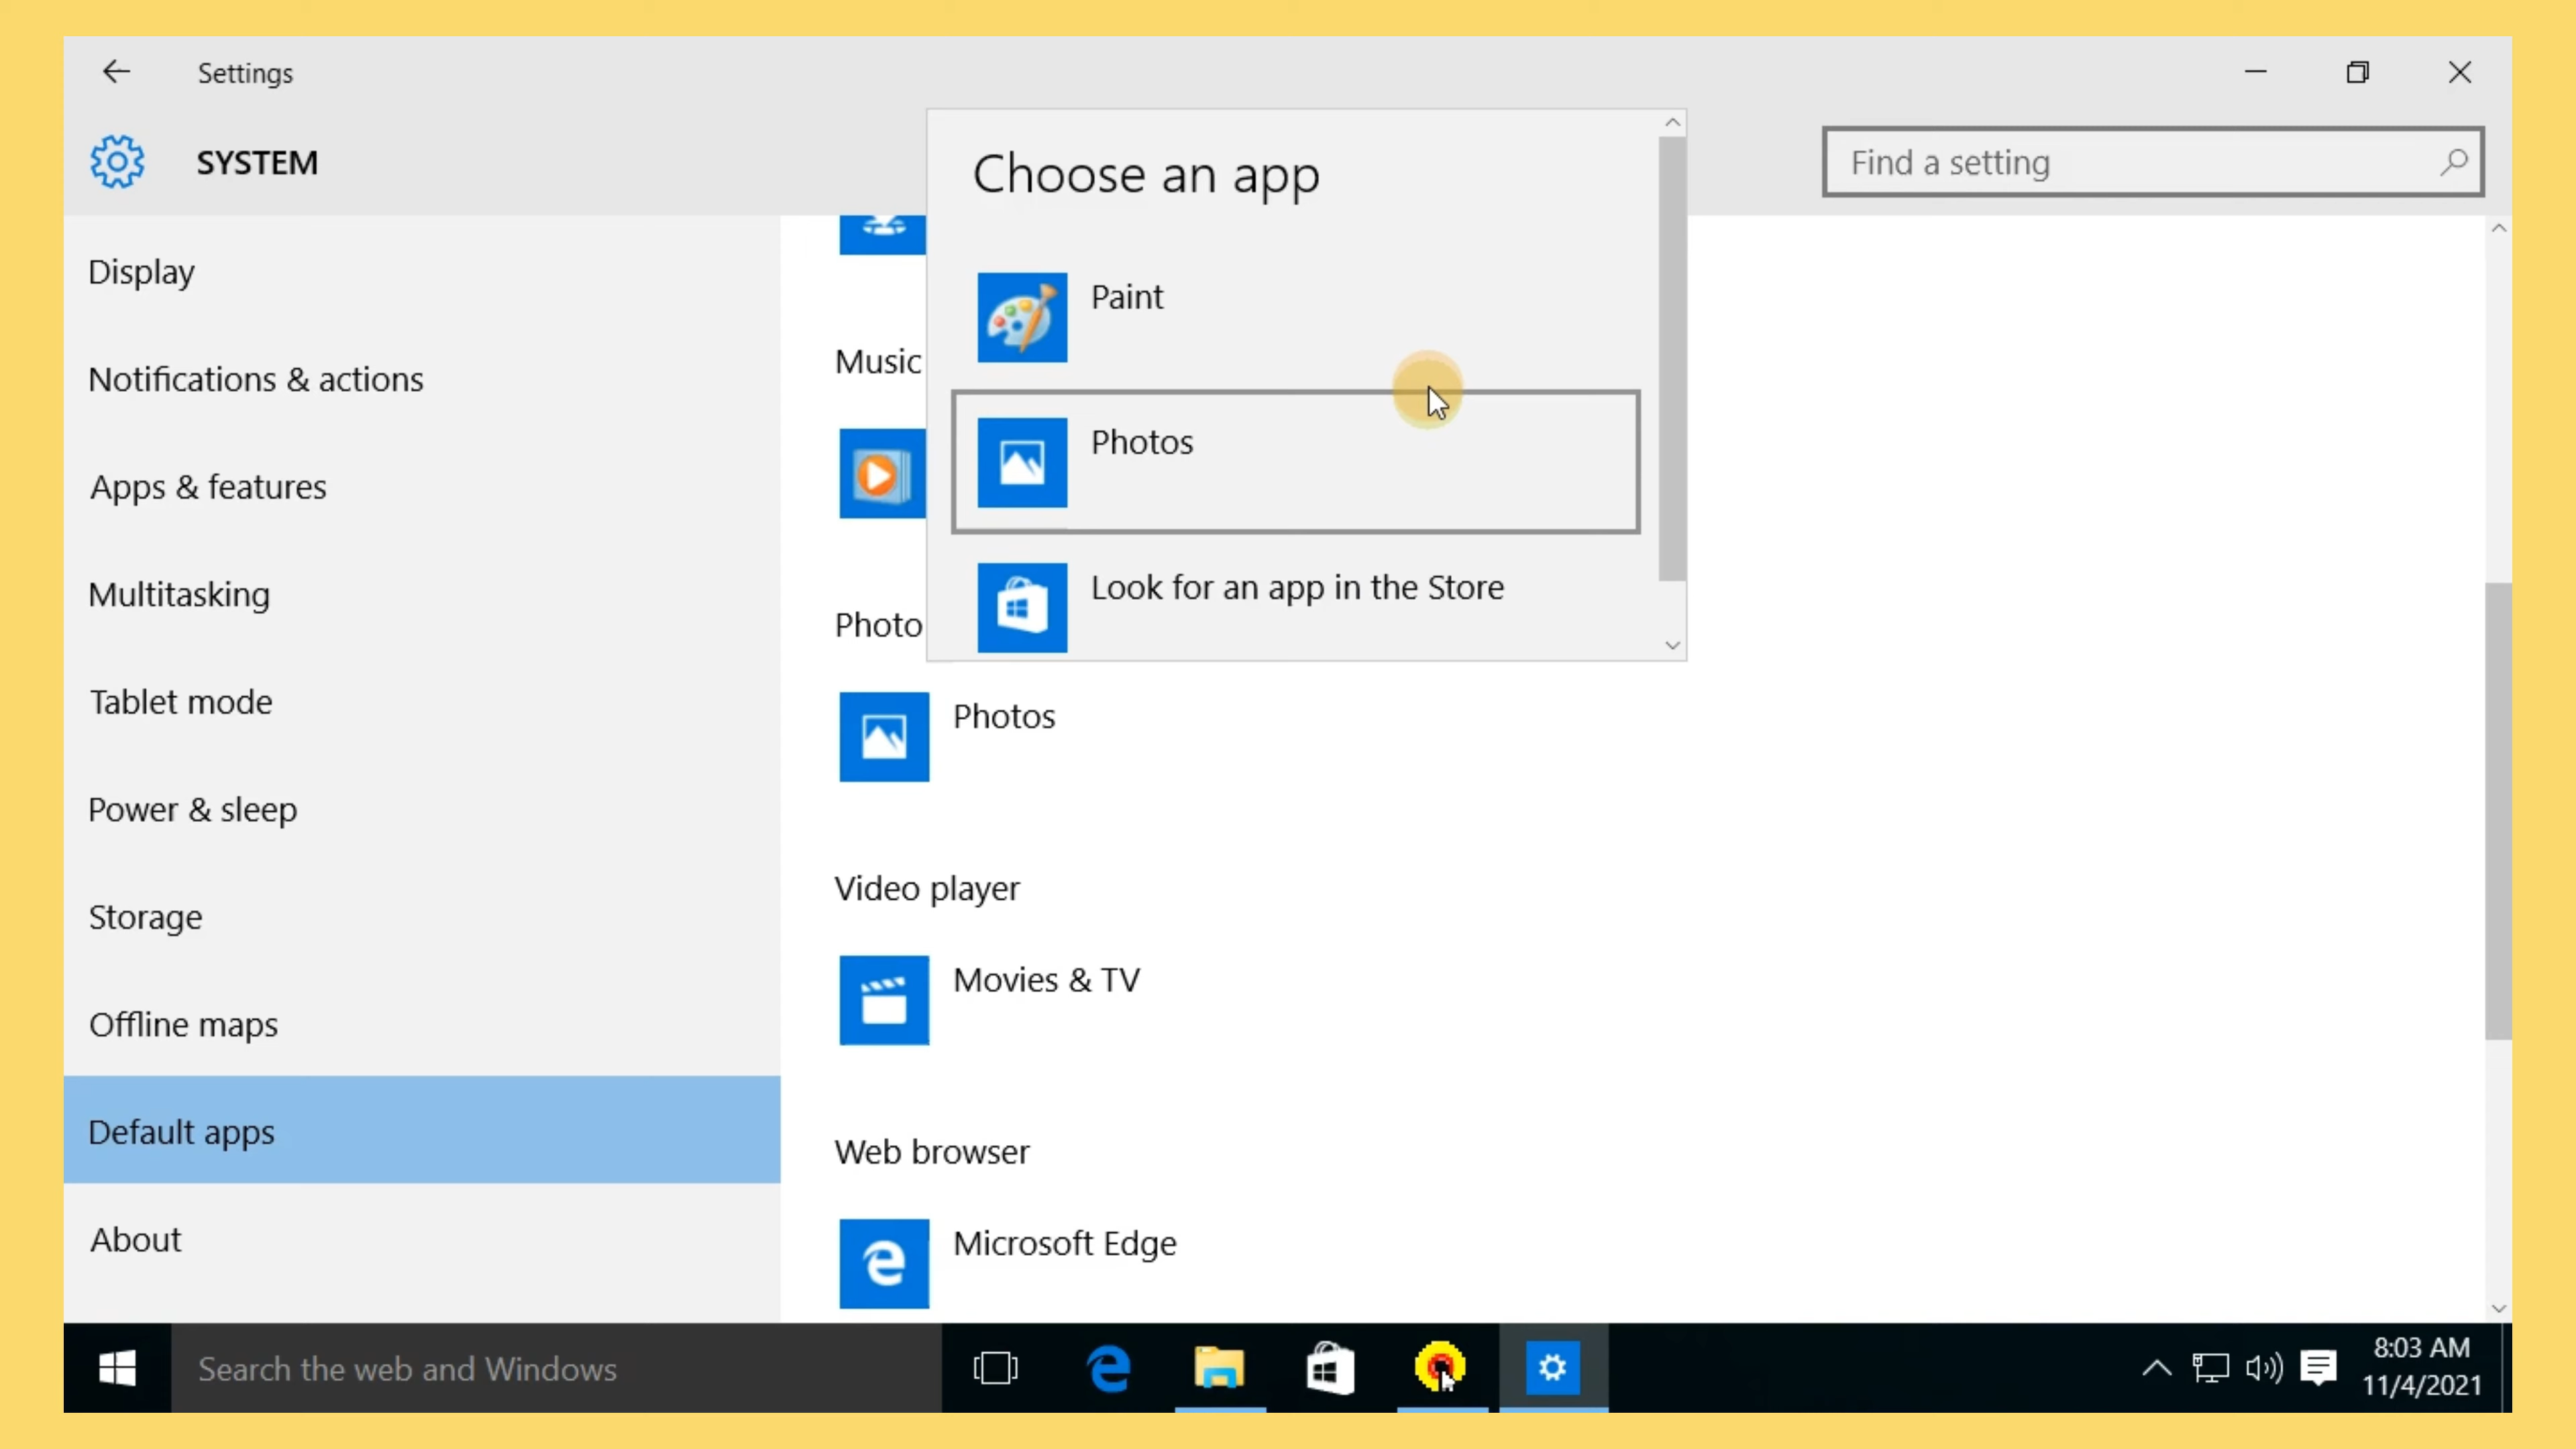 Settings
SYSTEM
Find a setting
Display
Notifications & actions
Apps & features
Multitasking
Tablet mode
Power & sleep
Storage
Offline maps
Default apps
About
Choose an app
Paint
Photos
Look for an app in the Store
Music
Photo
Photos
Video player
Movies & TV
Web browser
Microsoft Edge
Search the web and Windows
8:03 AM
11/4/2021